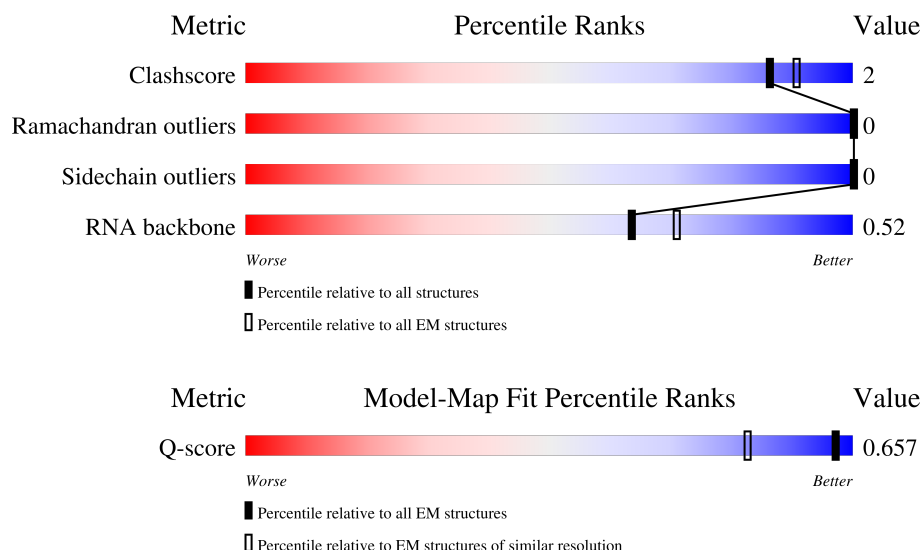 Metric Percentile Ranks Value
Clashscore 2
Ramachandran outliers 0
Sidechain outliers 0
RNA backbone 0.52
Worse Better
Percentile relative to all structures
Percentile relative to all EM structures
Metric Model-Map Fit Percentile Ranks Value
Q-score 0.657
Worse Better
Percentile relative to all EM structures
Percentile relative to EM structures of similar resolution